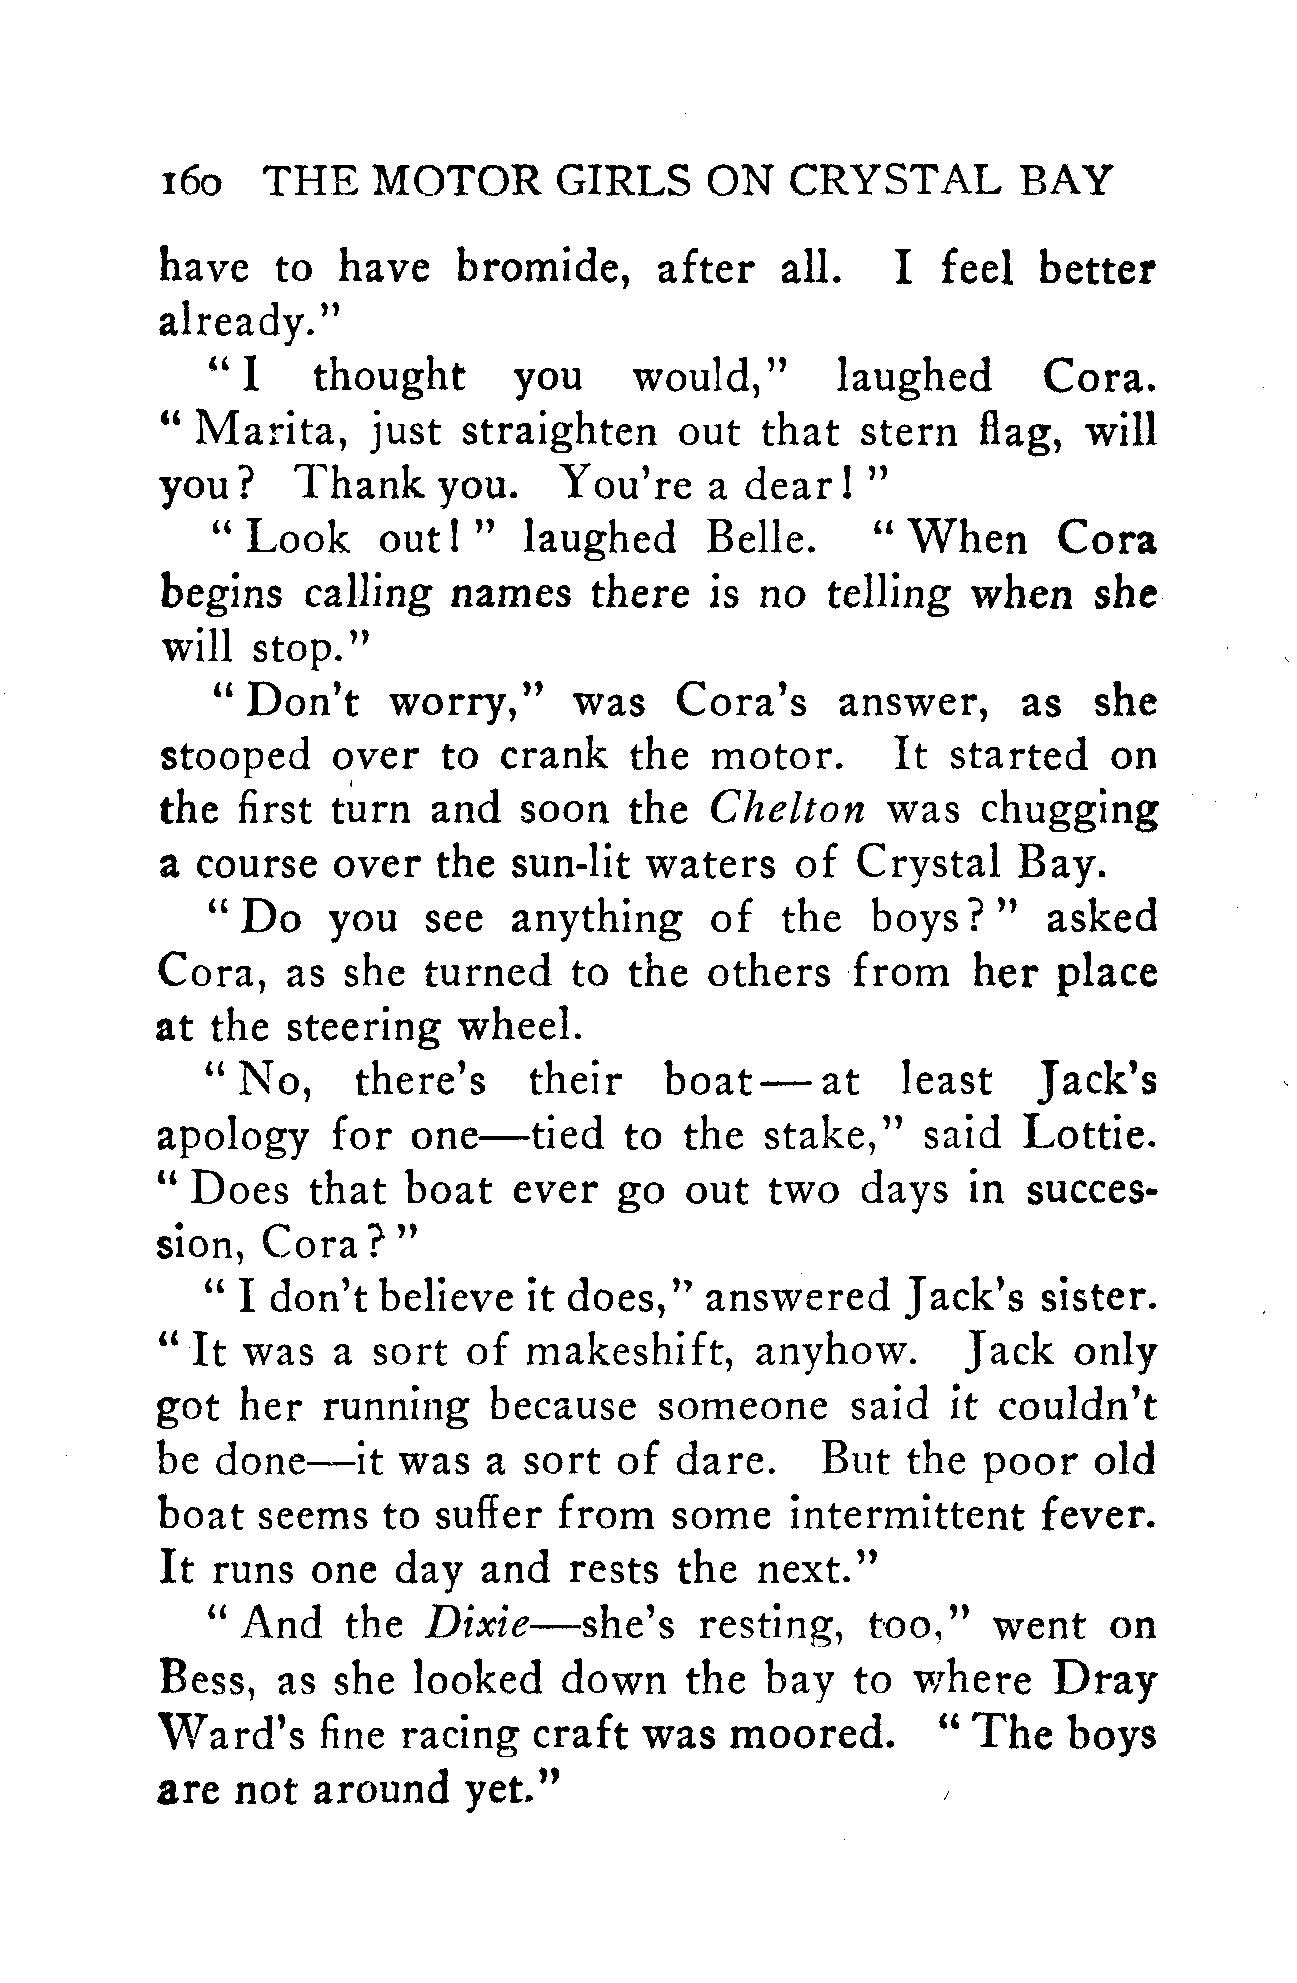 160 THE MOTOR GIRLS ON CRYSTAL BAY
have to have bromide, after all. I feel better
already."
"I thought you would," laughed Cora.
"Marita, just straighten out that stern flag, will
you? Thank you. You're a dear!"
"Look out!" laughed Belle. "When Cora
begins calling names there is no telling when she
will stop."
"Don't worry," was Cora's answer, as she
stooped over to crank the motor. It started on
the first turn and soon the Chelton was chugging
a course over the sun-lit waters of Crystal Bay.
"Do you see anything of the boys?" asked
Cora, as she turned to the others from her place
at the steering wheel.
"No, there's their boat—at least Jack's
apology for one—tied to the stake," said Lottie.
"Does that boat ever go out two days in succes-
sion, Cora?"
"I don't believe it does," answered Jack's sister.
"It was a sort of makeshift, anyhow. Jack only
got her running because someone said it couldn't
be done—it was a sort of dare. But the poor old
boat seems to suffer from some intermittent fever.
It runs one day and rests the next."
"And the Dixie—she's resting, too," went on
Bess, as she looked down the bay to where Dray
Ward's fine racing craft was moored. "The boys
are not around yet."